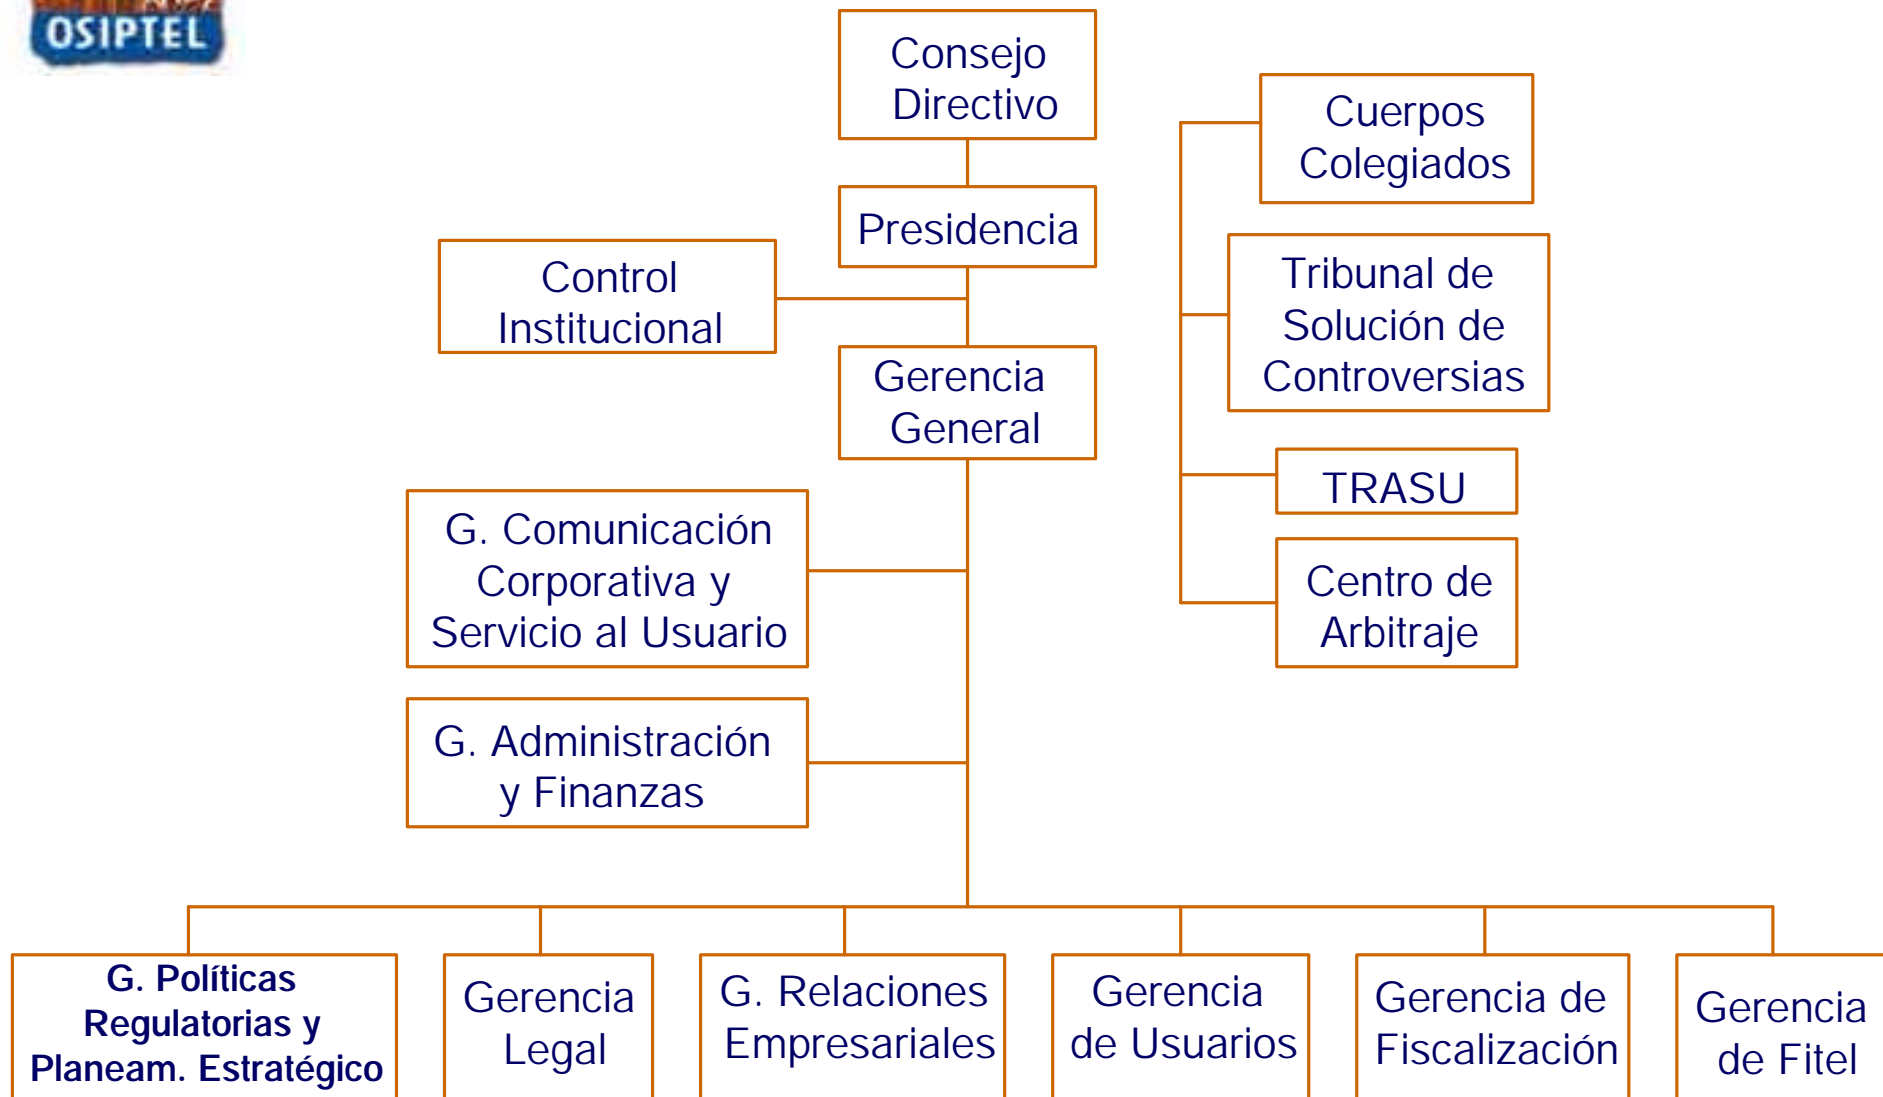 OSIPTEL
Consejo
Directivo
Presidencia
Control
Institucional
Gerencia
General
G. Comunicación
Corporativa y
Servicio al Usuario
G. Administración
y Finanzas
Cuerpos
Colegiados
Tribunal de
Solución de
Controversias
TRASU
Centro de
Arbitraje
G. Políticas
Regulatorias y
Planeam. Estratégico
Gerencia
Legal
G. Relaciones
Empresariales
Gerencia
de Usuarios
Gerencia de
Fiscalización
Gerencia
de Fitel